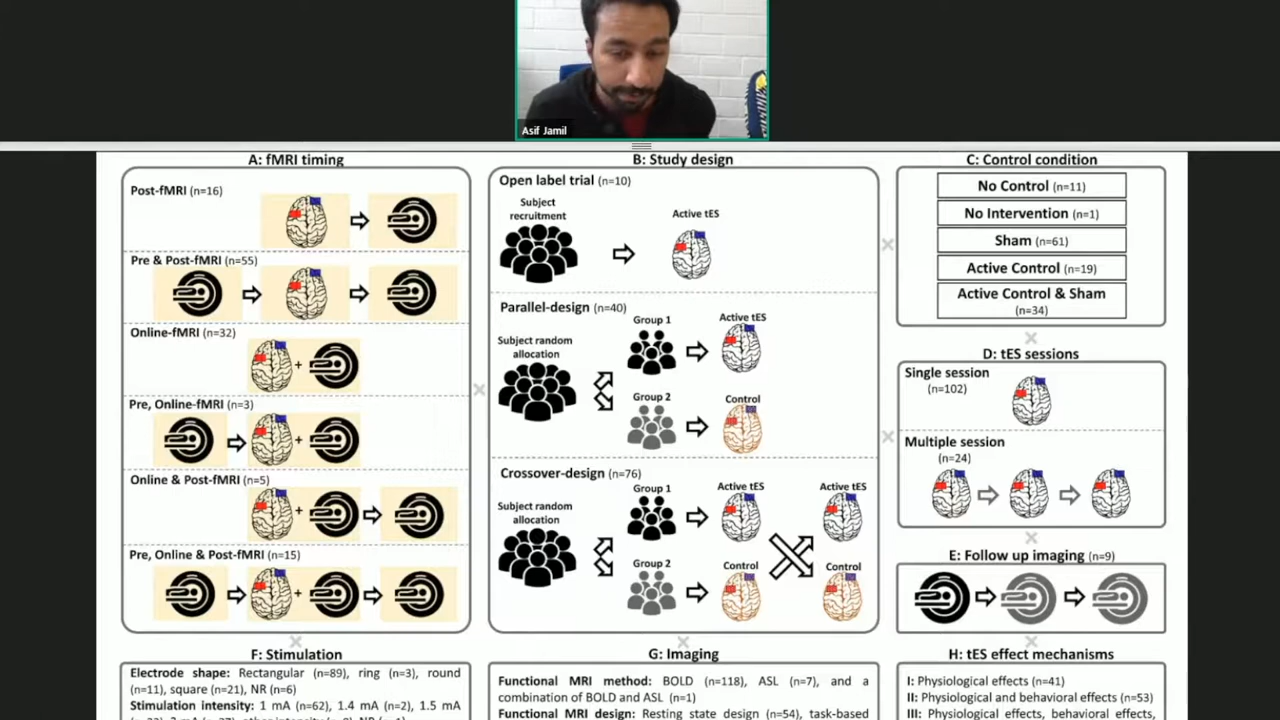 Asif Jamil
A: fMRI timing
Post-fMRI (n=16)
Pre & Post-fMRI (n=55)
Online-fMRI (n=32)
+
Pre, Online-fMRI (n=3)
+
Online & Post-fMRI (n=5)
+
Pre, Online & Post-fMRI (n=15)
+
B: Study design
Open label trial (n=10)
Subject
recruitment
Active tES
Parallel-design (n=40)
Subject random
allocation
Group 1
Active tES
Group 2
Control
Crossover-design (n=76)
Subject random
allocation
Group 1
Active tES
Active tES
Group 2
Control
Control
C: Control condition
No Control (n=11)
No Intervention (n=1)
Sham (n=61)
Active Control (n=19)
Active Control & Sham
(n=34)
D: tES sessions
Single session
(n=102)
Multiple session
(n=24)
E: Follow up imaging (n=9)
F: Stimulation
Electrode shape: Rectangular (n=89), ring (n=3), round
(n=11), square (n=21), NR (n=6)
Stimulation intensity: 1 mA (n=62), 1.4 mA (n=2), 1.5 mA
G: Imaging
Functional MRI method: BOLD (n=118), ASL (n=7), and a
combination of BOLD and ASL (n=1)
Functional MRI design: Resting state design (n=54), task-based
H: tES effect mechanisms
I: Physiological effects (n=41)
II: Physiological and behavioral effects (n=53)
III: Physiological effects, behavioral effects,